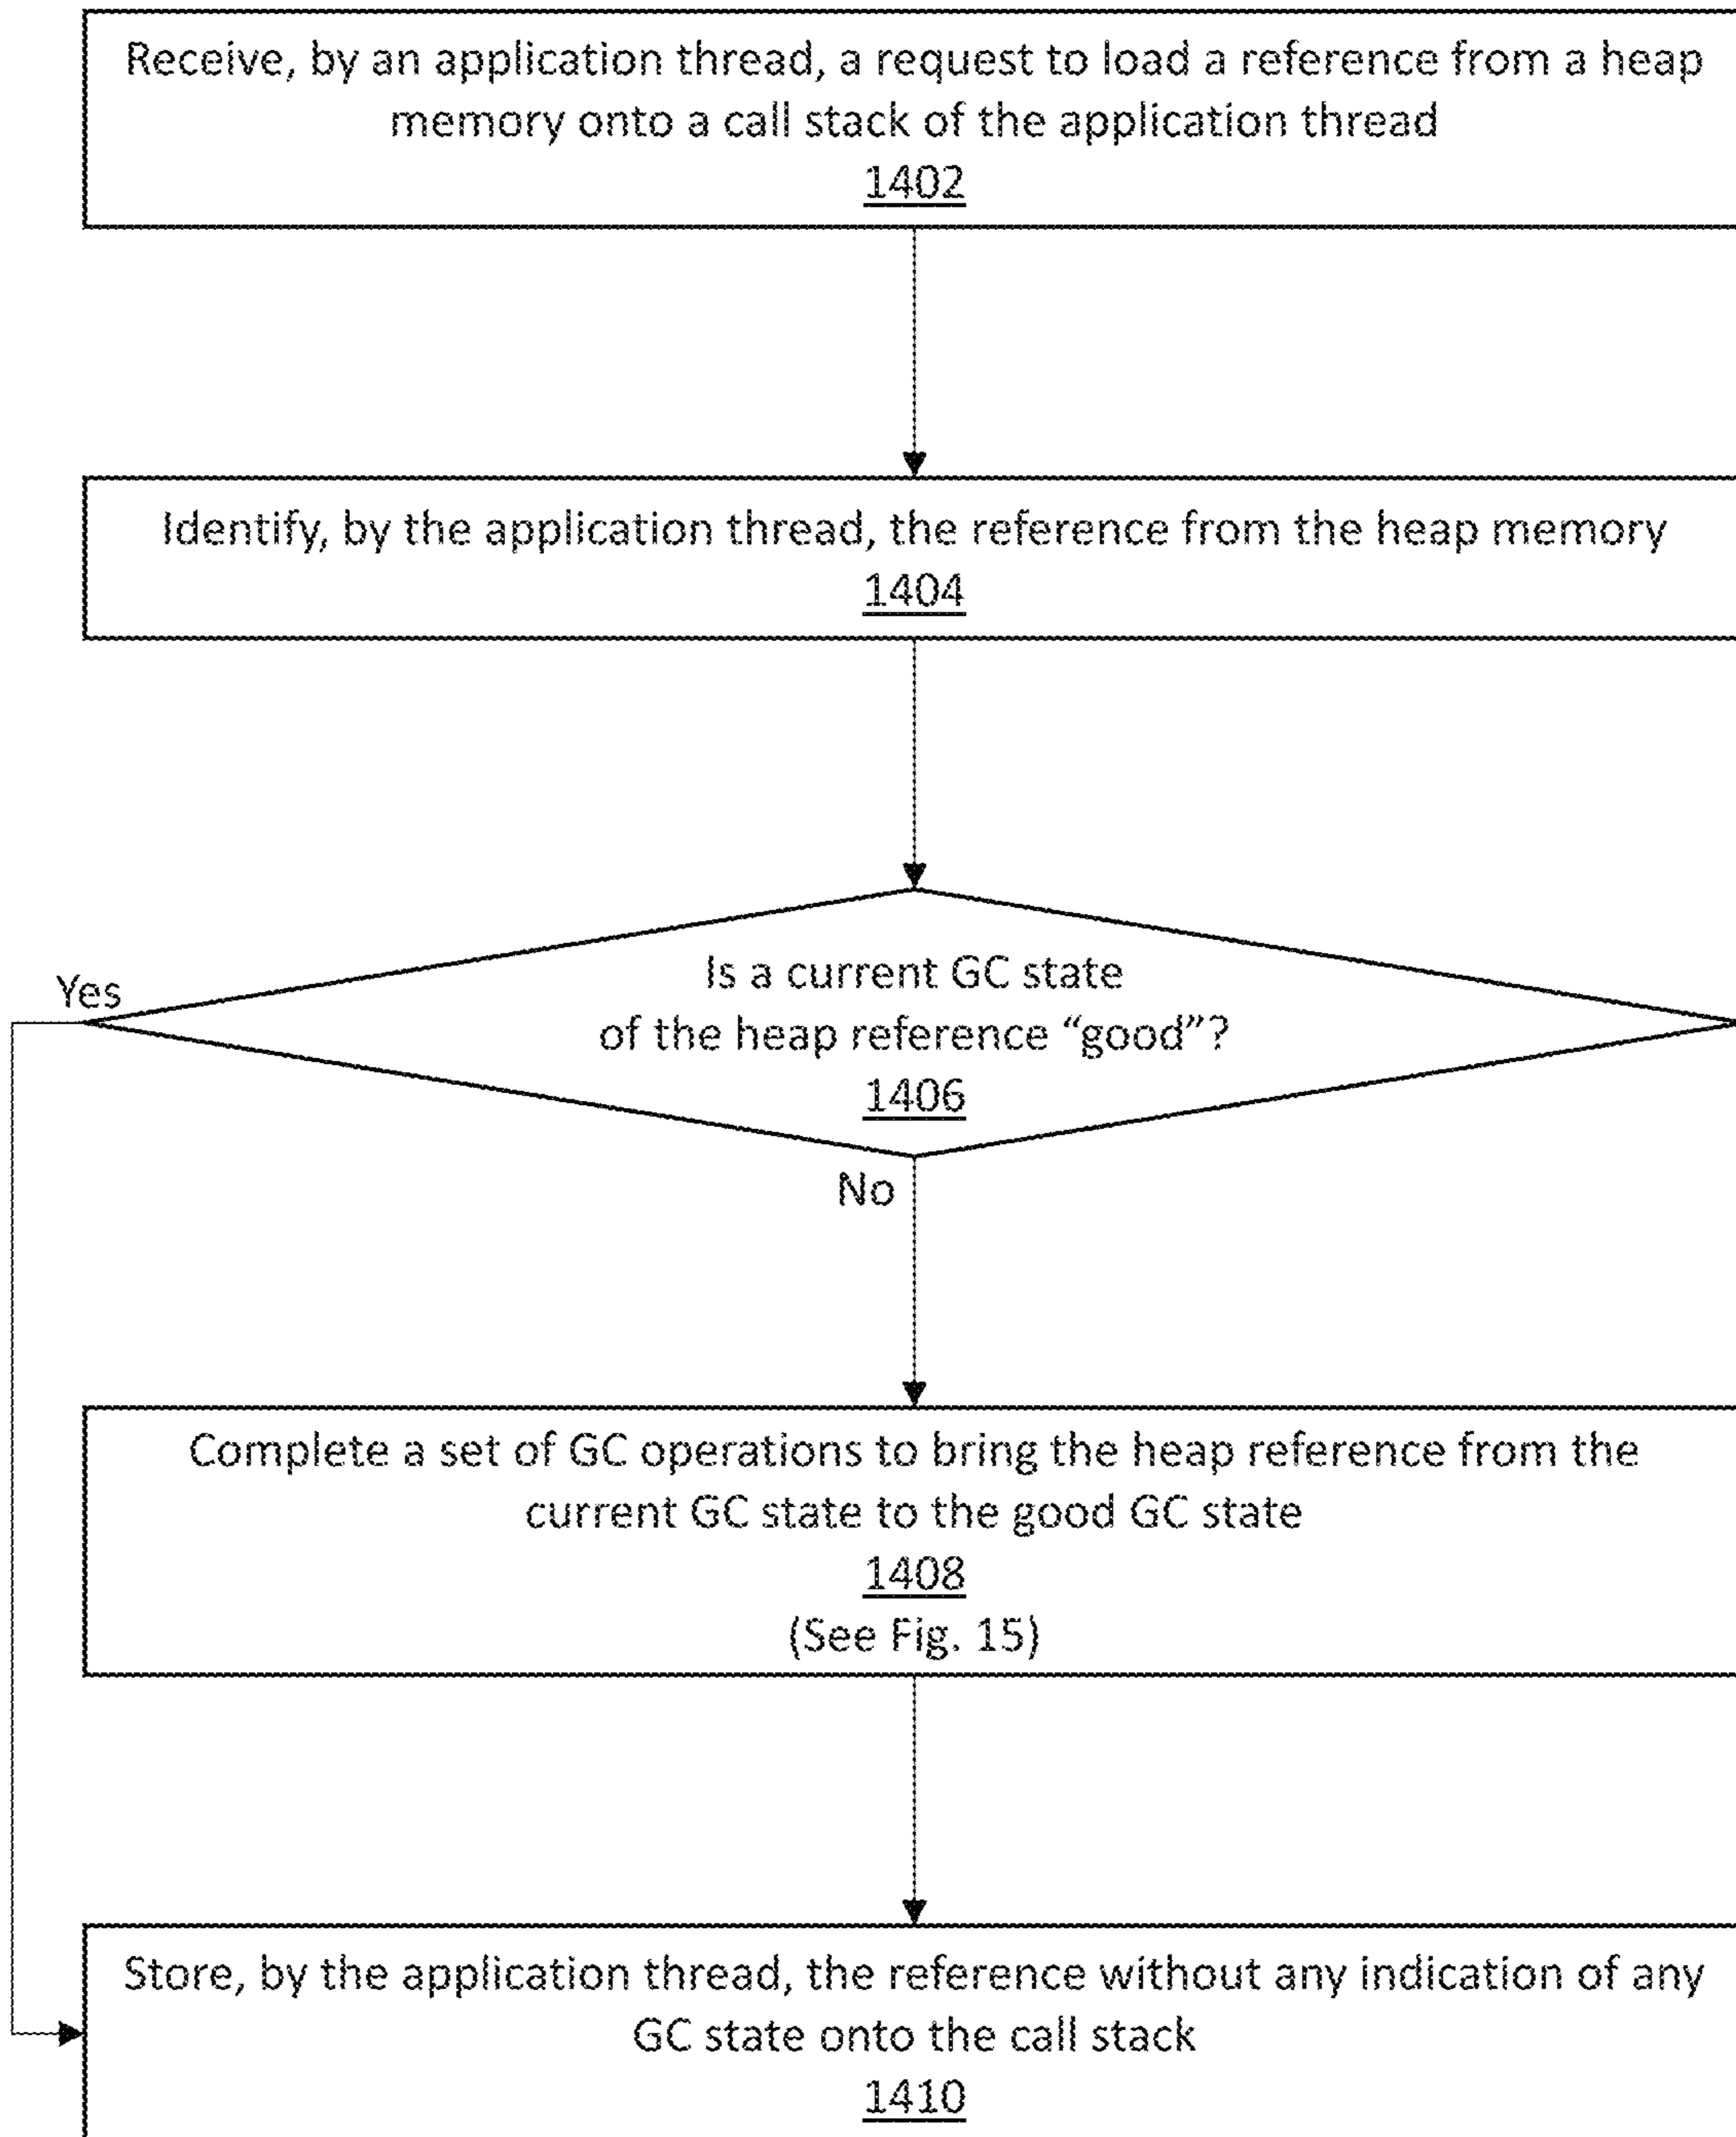 Receive, by an application thread, a request to load a reference from a heap
memory onto a call stack of the application thread
1402
Identify, by the application thread, the reference from the heap memory
1404
Is a current GC state
of the heap reference “good”?
1406
Yes
No
Complete a set of GC operations to bring the heap reference from the
current GC state to the good GC state
1408
(See Fig. 15)
Store, by the application thread, the reference without any indication of any
GC state onto the call stack
1410